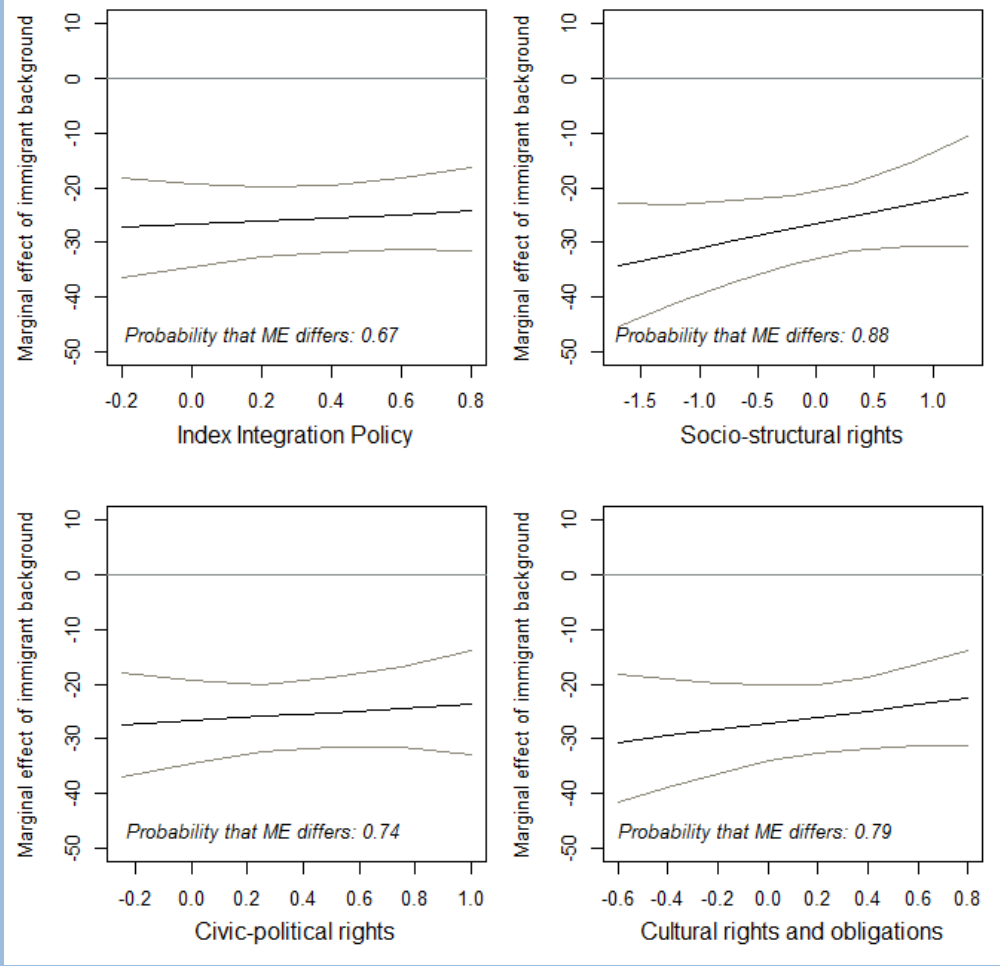 Marginal effect of immigrant background
10
0
-10
-20
-30
-40
-50
Probability that ME differs: 0.67
-0.2 0.0 0.2 0.4 0.6 0.8
Index Integration Policy
Marginal effect of immigrant background
10
0
-10
-20
-30
-40
-50
Probability that ME differs: 0.88
-1.5 -1.0 -0.5 0.0 0.5 1.0
Socio-structural rights
Marginal effect of immigrant background
10
0
-10
-20
-30
-40
-50
Probability that ME differs: 0.74
-0.2 0.0 0.2 0.4 0.6 0.8 1.0
Civic-political rights
Marginal effect of immigrant background
10
0
-10
-20
-30
-40
-50
Probability that ME differs: 0.79
-0.6 -0.4 -0.2 0.0 0.2 0.4 0.6 0.8
Cultural rights and obligations